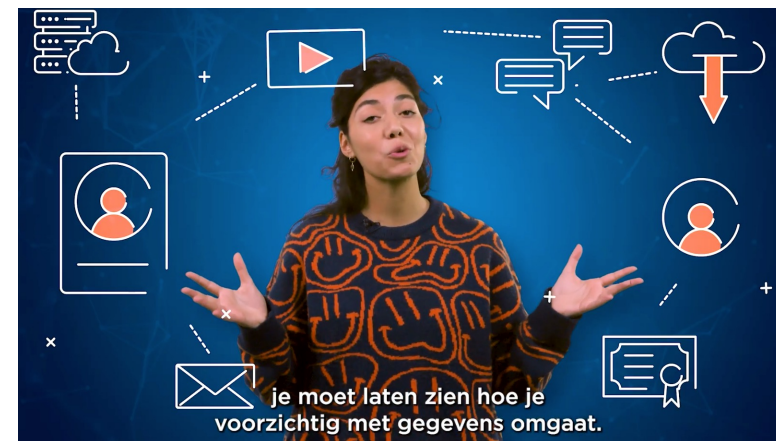 je moet laten zien hoe je
voorzichtig met gegevens omgaat.